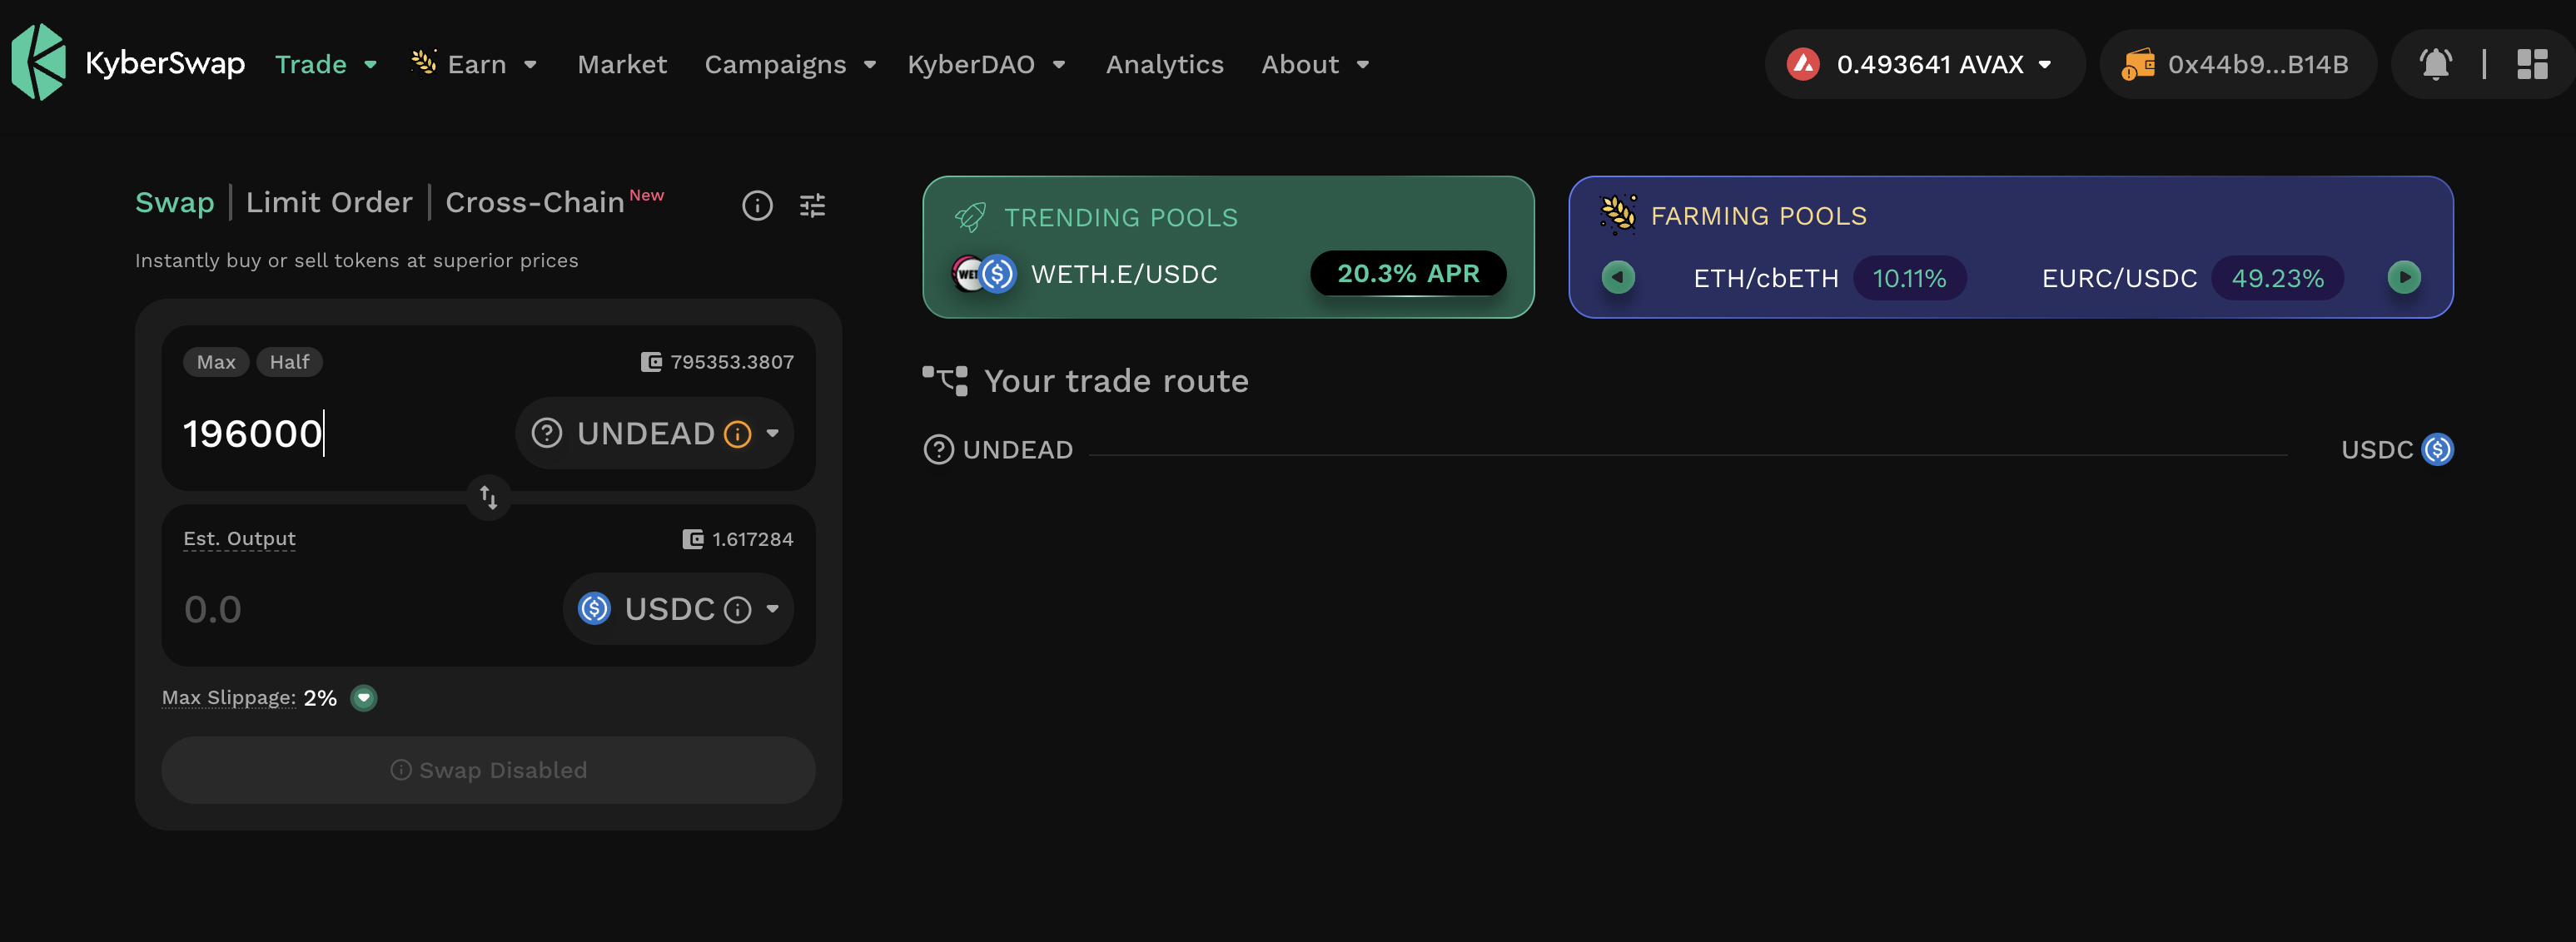 KyberSwap Trade Earn Market Campaigns KyberDAO Analytics About 0.493641 AVAX 0x44b9...B14B
Swap | Limit Order | Cross-Chain New
Instantly buy or sell tokens at superior prices
Max Half 795353.3807
196000 UNDEAD
Est. Output 1.617284
0.0 USDC
Max Slippage: 2%
Swap Disabled
TRENDING POOLS
WETH.E/USDC 20.3% APR
FARMING POOLS
ETH/cbETH 10.11% EURC/USDC 49.23%
Your trade route
UNDEAD USDC